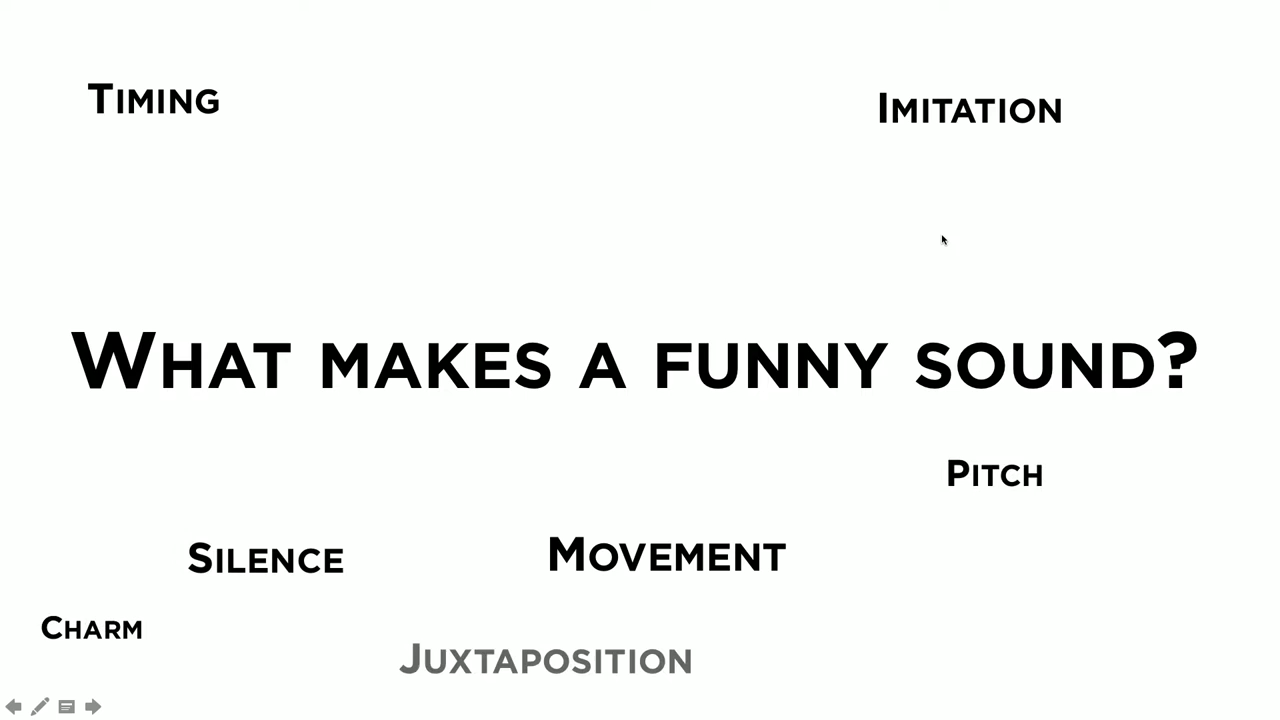 Timing
Imitation
What makes a funny sound?
Pitch
Silence
Movement
Charm
Juxtaposition